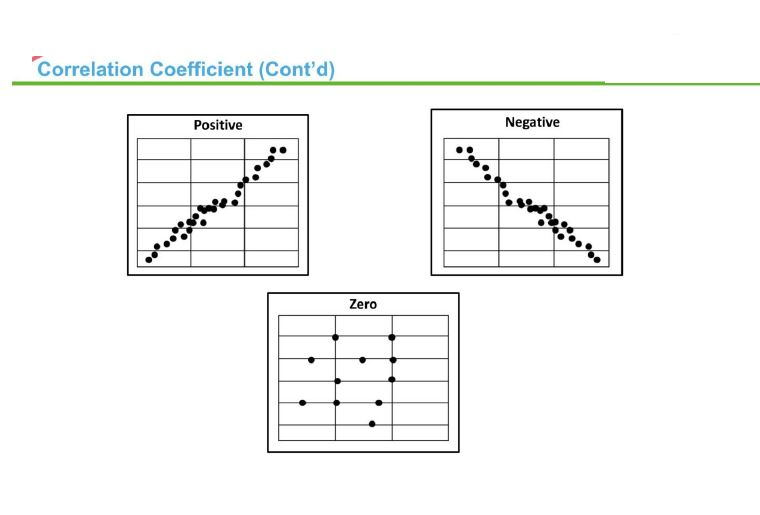 Correlation Coefficient (Cont’d)
Positive
Negative
Zero